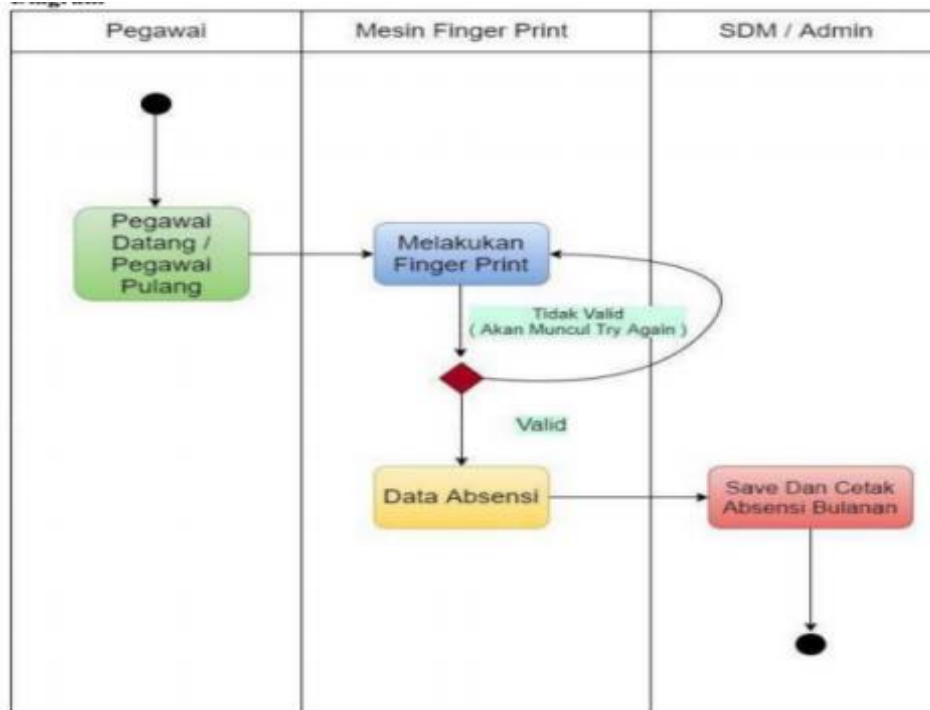 Pegawai
Mesin Finger Print
SDM / Admin
Pegawai
Datang /
Pegawai
Pulang
Melakukan
Finger Print
Tidak Valid
( Akan Muncul Try Again )
Valid
Data Absensi
Save Dan Cetak
Absensi Bulanan